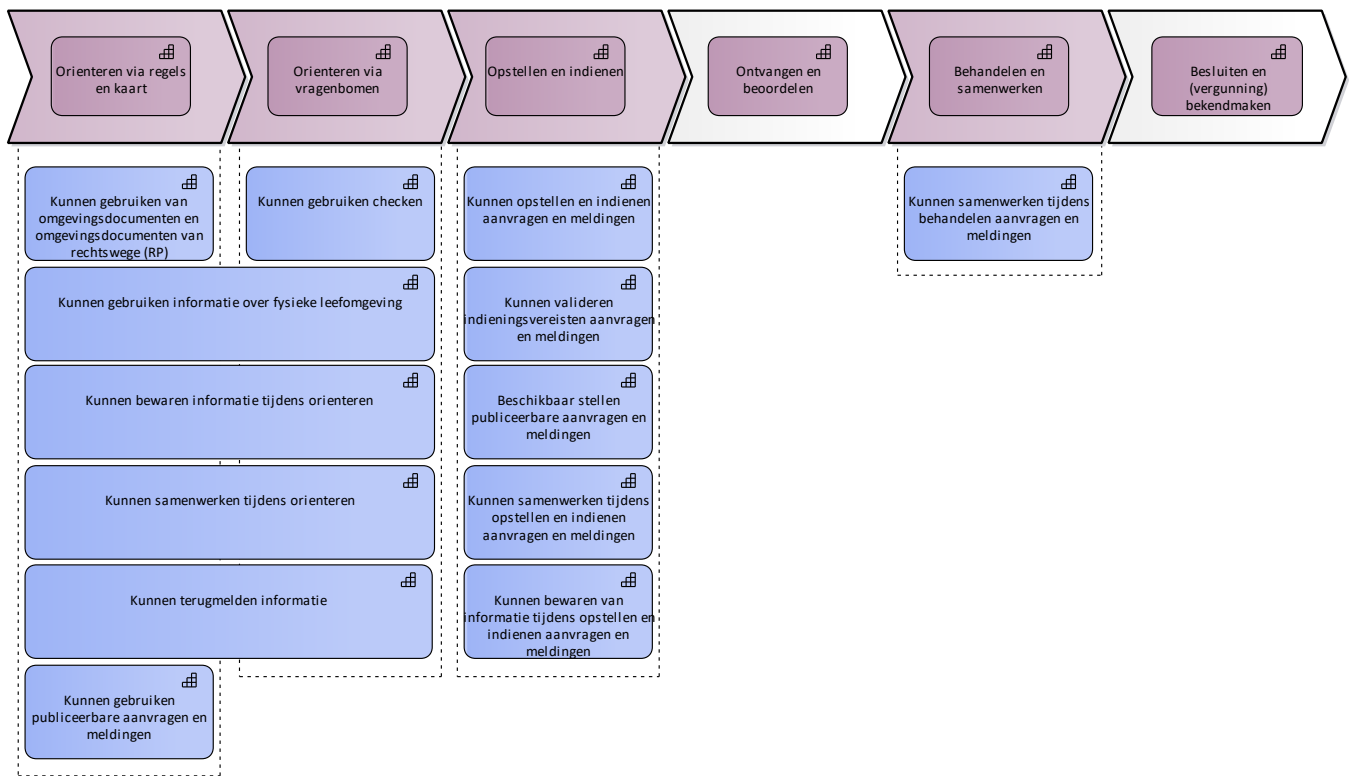 Orienteren via regels
en kaart
Orienteren via
vragenbomen
Opstellen en indienen
Ontvangen en
beoordelen
Behandelen en
samenwerken
Besluiten en
(vergunning)
bekendmaken
Kunnen gebruiken van
omgevingsdocumenten en
omgevingsdocumenten van
rechtswege (RP)
Kunnen gebruiken checken
Kunnen opstellen en indienen
aanvragen en meldingen
Kunnen samenwerken tijdens
behandelen aanvragen en
meldingen
Kunnen gebruiken informatie over fysieke leefomgeving
Kunnen valideren
indieningsvereisten aanvragen
en meldingen
Kunnen bewaren informatie tijdens orienteren
Beschikbaar stellen
publiceerbare aanvragen en
meldingen
Kunnen samenwerken tijdens orienteren
Kunnen samenwerken tijdens
opstellen en indienen
aanvragen en meldingen
Kunnen terugmelden informatie
Kunnen bewaren van
informatie tijdens opstellen en
indienen aanvragen en
meldingen
Kunnen gebruiken
publiceerbare aanvragen en
meldingen